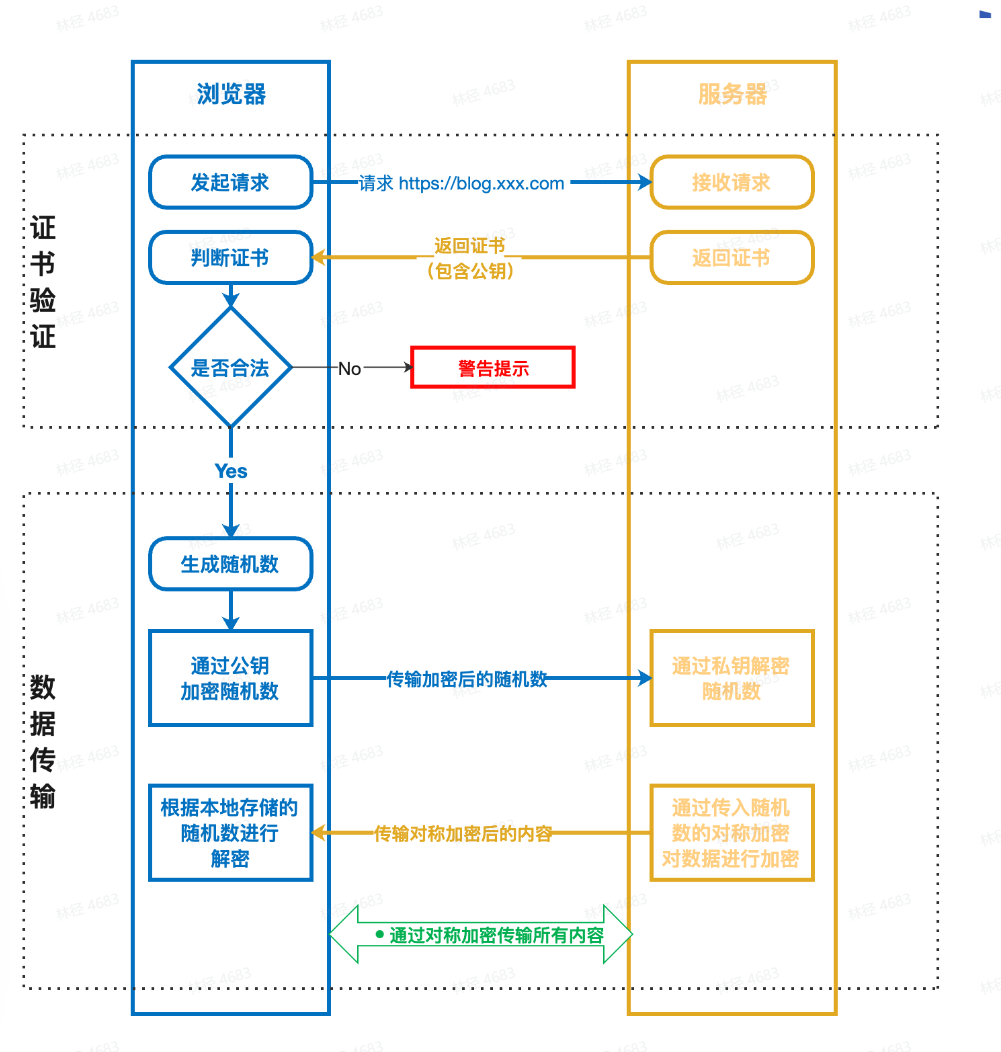 浏览器
服务器
发起请求
请求 https://blog.xxx.com
接收请求
证
书
验
证
判断证书
返回证书
（包含公钥）
返回证书
是否合法
No
警告提示
Yes
生成随机数
数
据
传
输
通过公钥
加密随机数
传输加密后的随机数
通过私钥解密
随机数
根据本地存储的
随机数进行
解密
传输对称加密后的内容
通过传入随机
数的对称加密
对数据进行加密
• 通过对称加密传输所有内容
林径 4683